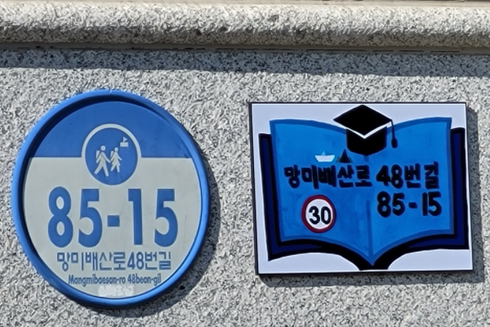 85-15
망미배산로48번길
Mangmibaesan-ro 48beon-gil
망미배산로 48번길
85-15
30